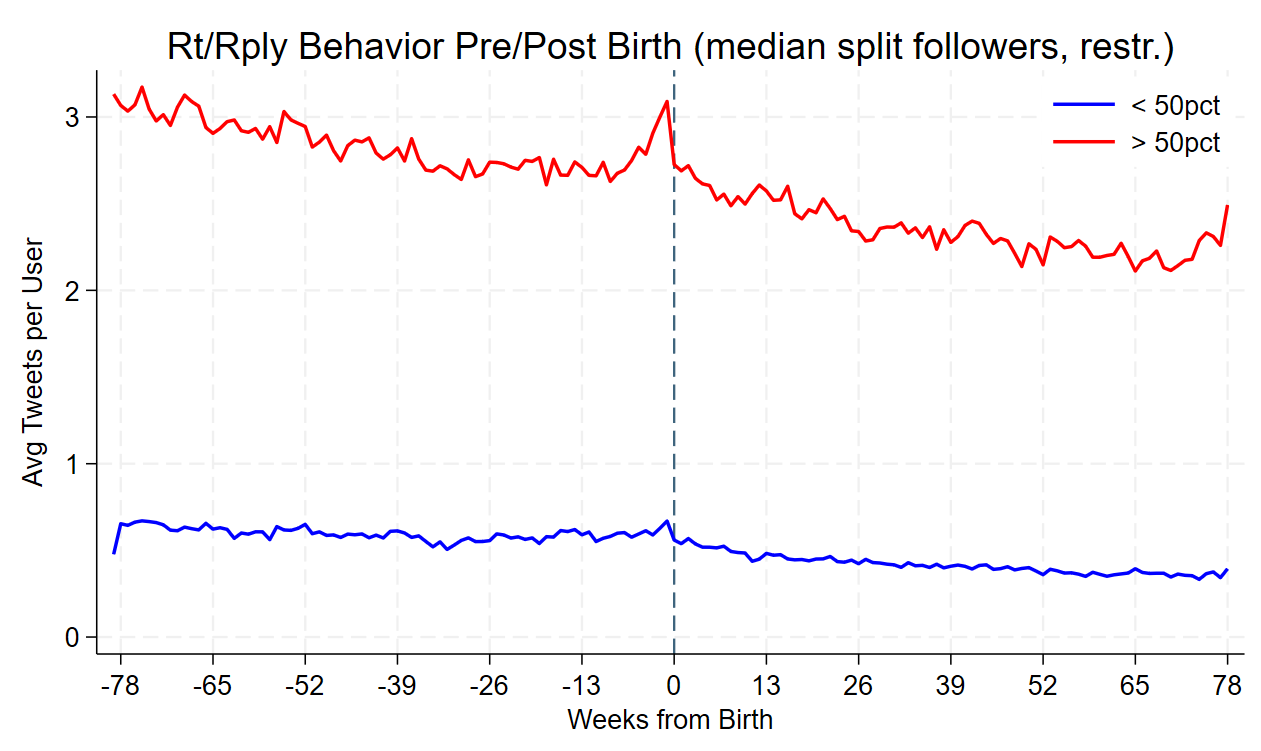 Rt/Rply Behavior Pre/Post Birth (median split followers, restr.)
< 50pct
> 50pct
Avg Tweets per User
3
2
1
0
-78 -65 -52 -39 -26 -13 0 13 26 39 52 65 78
Weeks from Birth